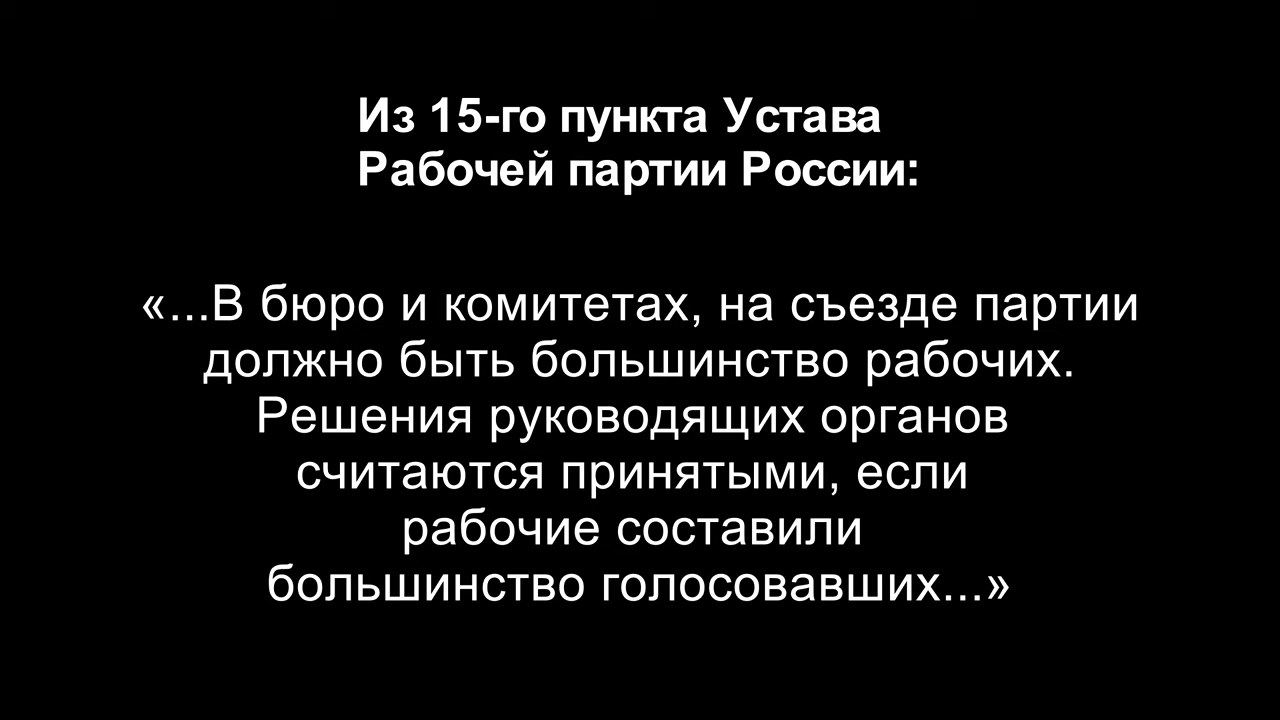 Из 15-го пункта Устава
Рабочей партии России:
«...В бюро и комитетах, на съезде партии
должно быть большинство рабочих.
Решения руководящих органов
считаются принятыми, если
рабочие составили
большинство голосовавших...»